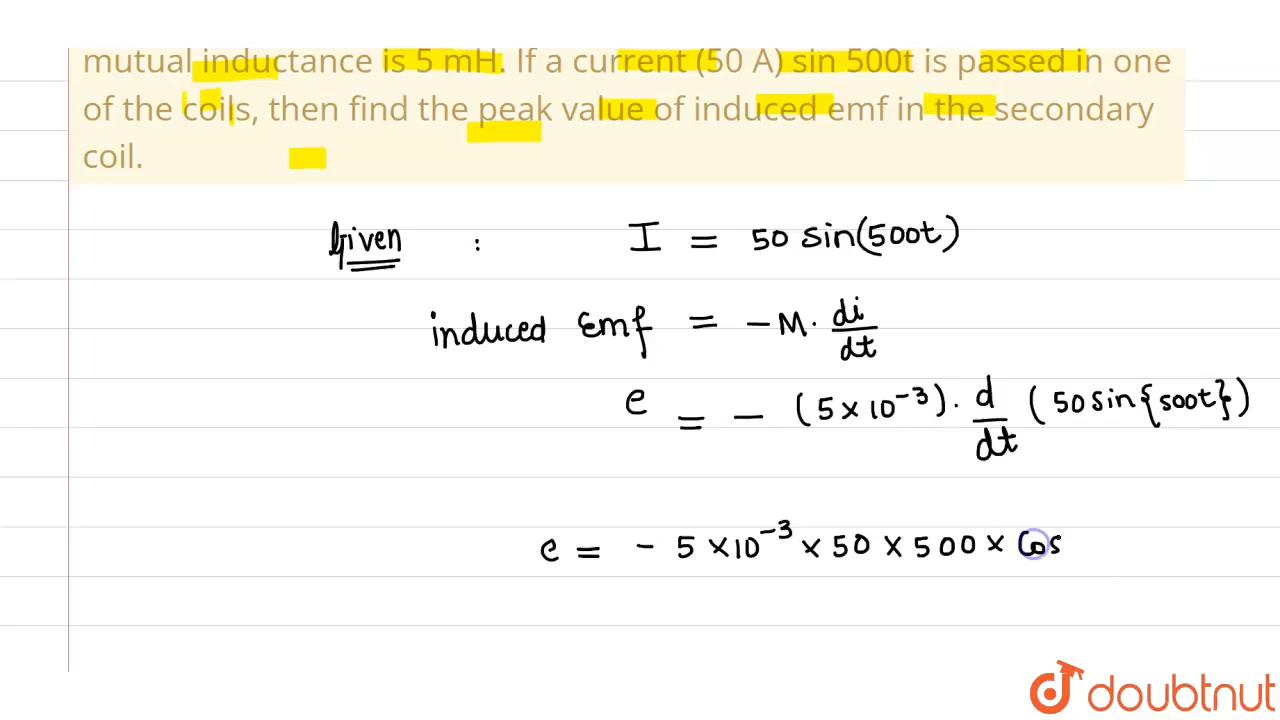 mutual inductance is 5 mH. If a current (50 A) sin 500t is passed in one
of the coils, then find the peak value of induced emf in the secondary
coil.
Given : I = 50 sin(500t)
induced Emf = - M. di/dt
e = - (5×10⁻³). d/dt (50sin{500t})
e = - 5×10⁻³ × 50 × 500 × Cos
doubtnut